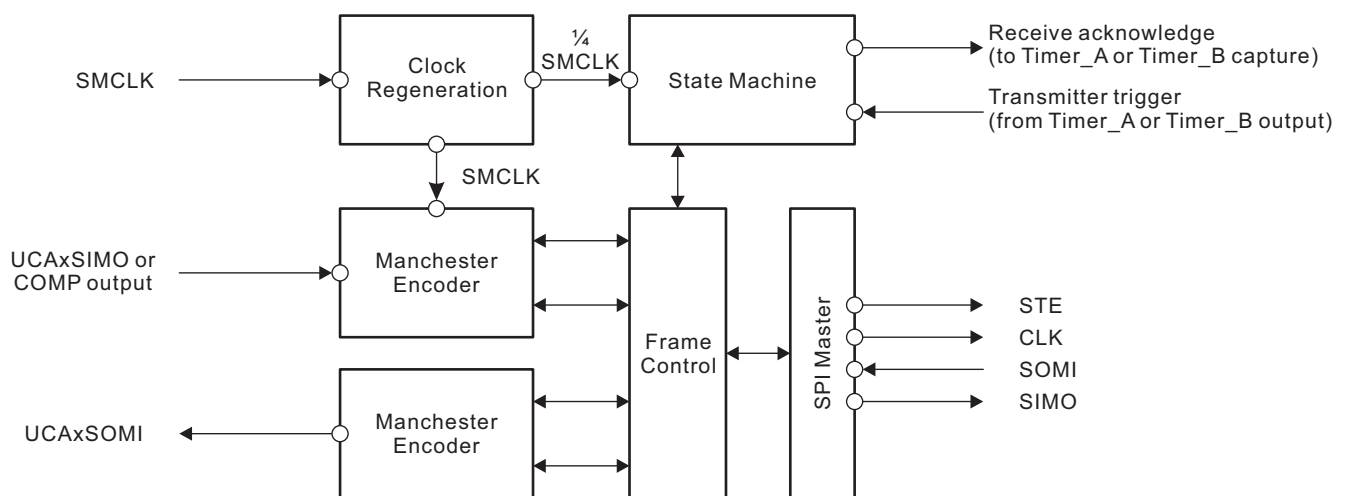 SMCLK
Clock
Regeneration
¼
SMCLK
State Machine
Receive acknowledge
(to Timer_A or Timer_B capture)
Transmitter trigger
(from Timer_A or Timer_B output)
SMCLK
UCAxSIMO or
COMP output
Manchester
Encoder
Frame
Control
SPI Master
STE
CLK
SOMI
SIMO
UCAxSOMI
Manchester
Encoder